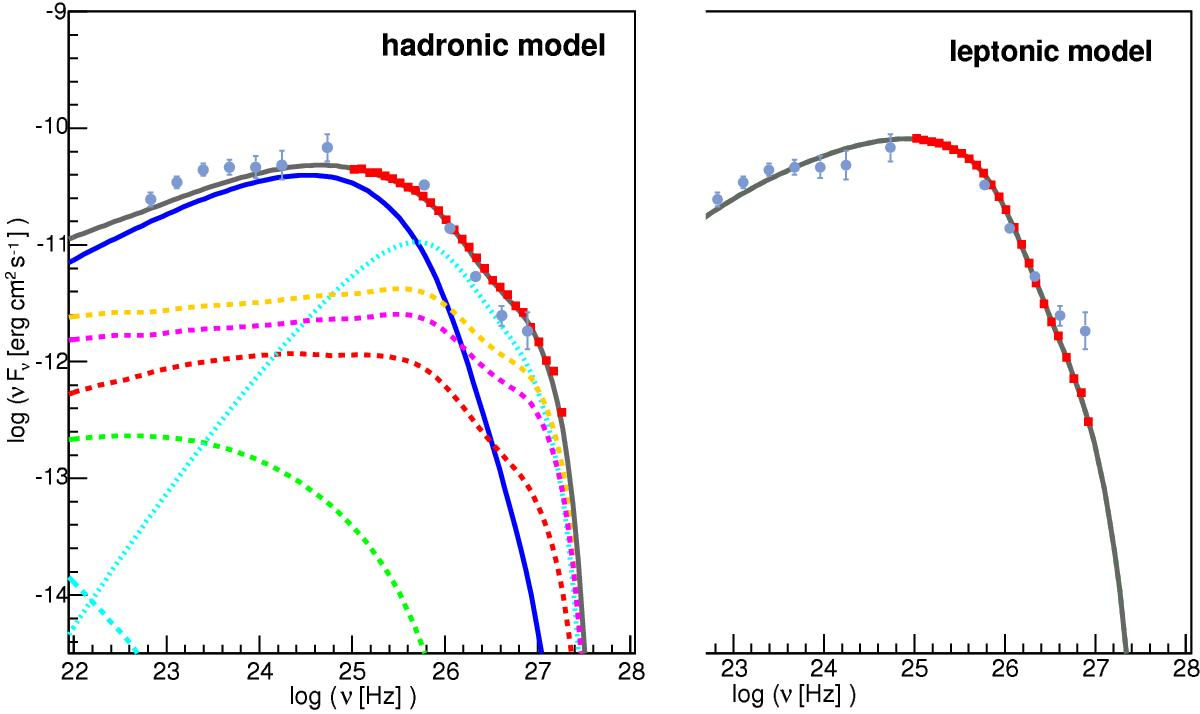 hadronic model
leptonic model
-9
-10
-11
-12
-13
-14
log (ν Fν [erg cm² s⁻¹] )
22 23 24 25 26 27 28
log ( ν [Hz] )
23 24 25 26 27 28
log ( ν [Hz] )